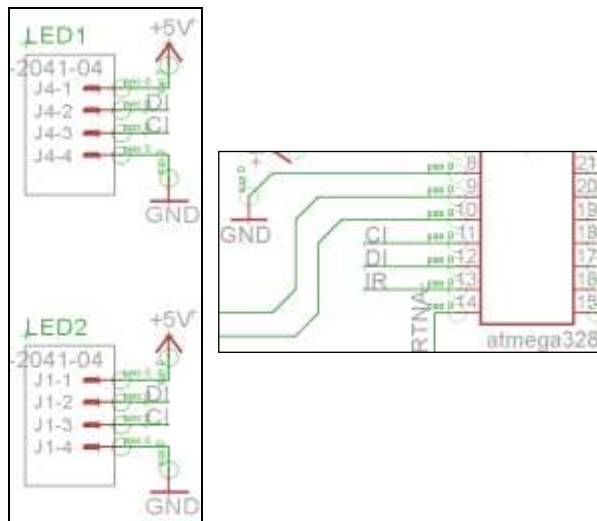 LED1
+5V
-2041-04
J4-1
J4-2 DI
J4-3 CI
J4-4
GND
LED2
+5V
-2041-04
J1-1
J1-2 DI
J1-3 CI
J1-4
GND
8 21
9 20
GND
10 19
CI 11 18
DI 12 17
IR 13 16
14 15
RTNA
atmega328